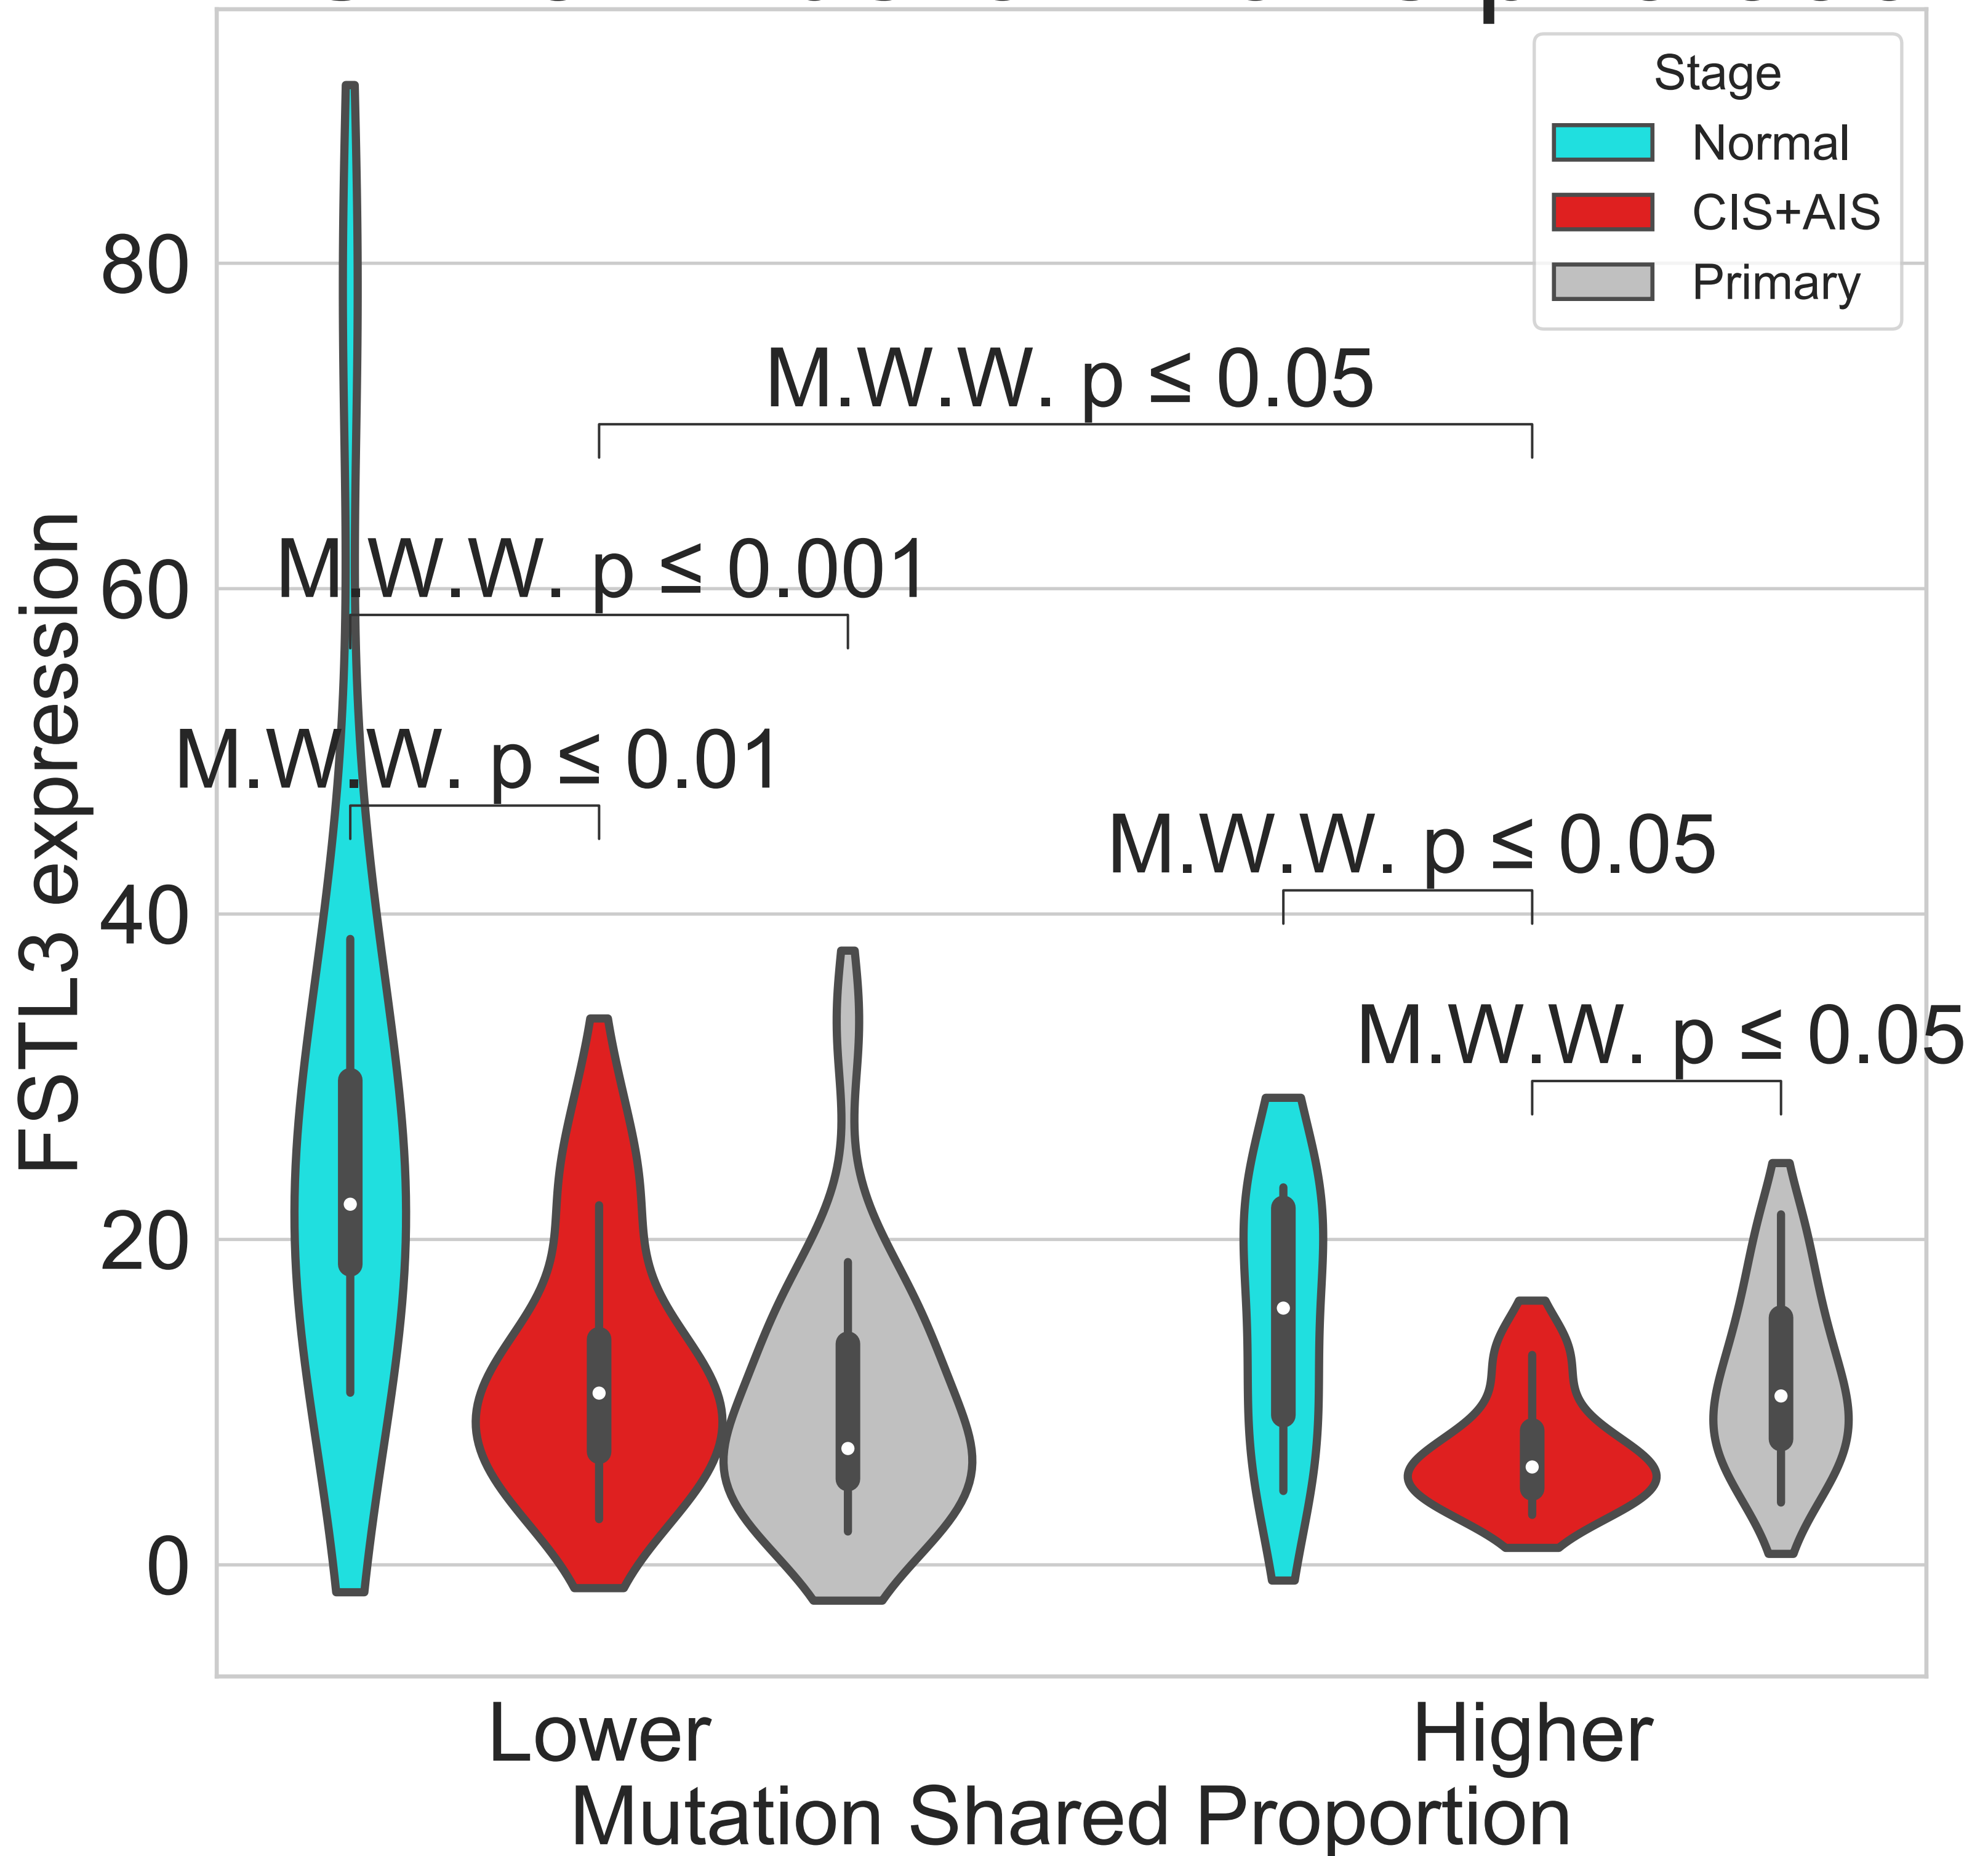 Stage
Normal
CIS+AIS
Primary
80
60
40
20
0
FSTL3 expression
M.W.W. p ≤ 0.05
M.W.W. p ≤ 0.001
M.W.W. p ≤ 0.01
M.W.W. p ≤ 0.05
M.W.W. p ≤ 0.05
Lower
Higher
Mutation Shared Proportion